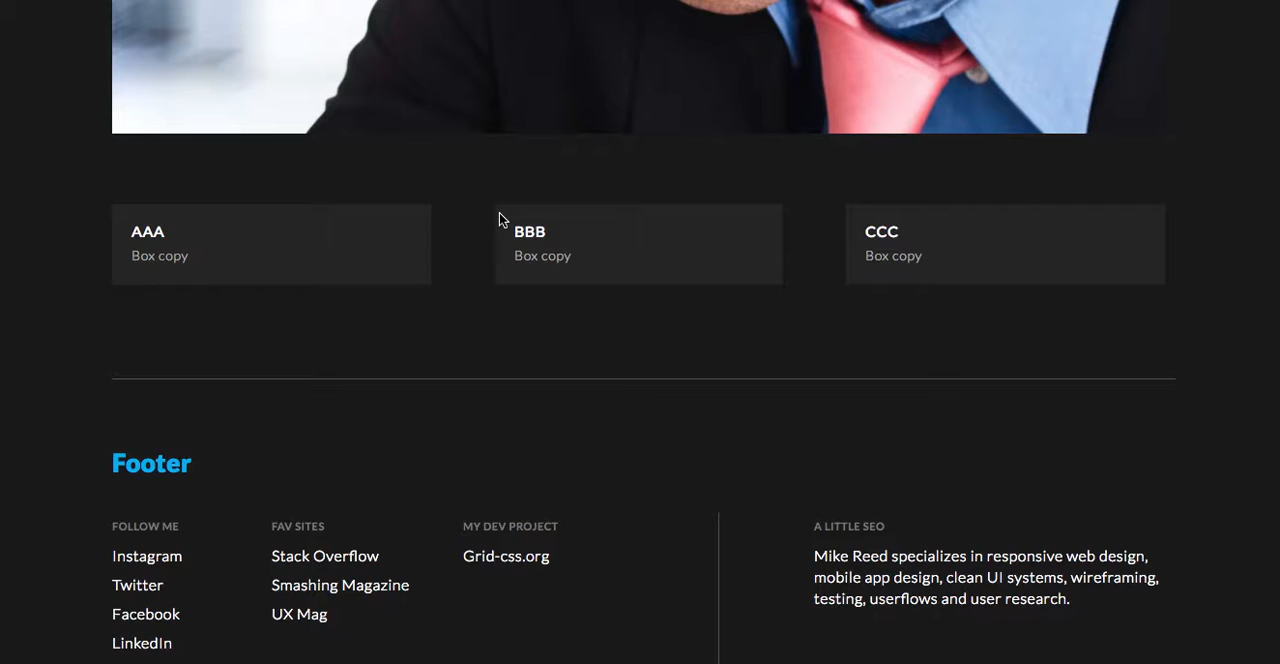 AAA
Box copy
BBB
Box copy
CCC
Box copy
Footer
FOLLOW ME
Instagram
Twitter
Facebook
LinkedIn
FAV SITES
Stack Overflow
Smashing Magazine
UX Mag
MY DEV PROJECT
Grid-css.org
A LITTLE SEO
Mike Reed specializes in responsive web design,
mobile app design, clean UI systems, wireframing,
testing, userflows and user research.